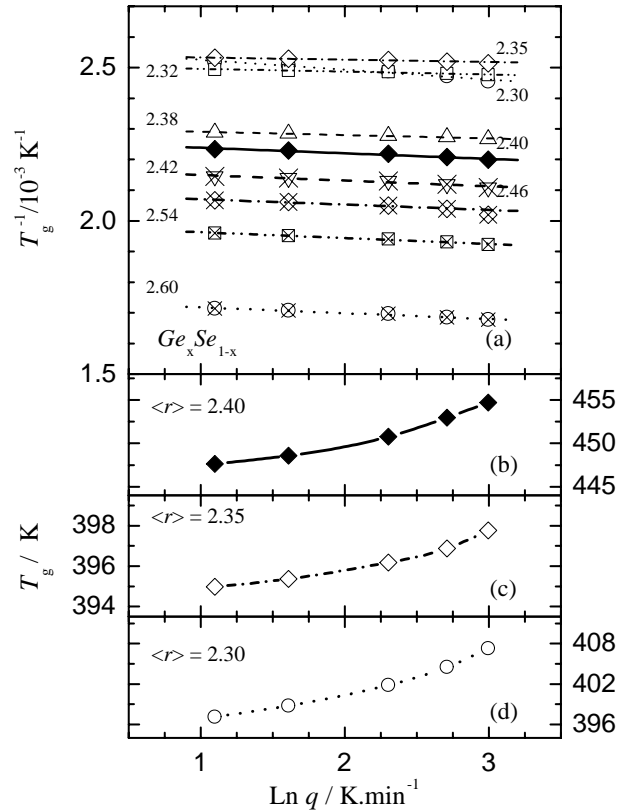 (a)
2.35
2.5
2.32
2.30
2.38
2.40
2.42
2.46
2.54
2.0
2.60
Ge_xSe_{1-x}
1.5
T_g^{-1}/10^{-3} K^{-1}
<r> = 2.40
455
450
445
(b)
<r> = 2.35
398
396
394
(c)
T_g / K
<r> = 2.30
408
402
396
(d)
1 2 3
Ln q / K.min^{-1}